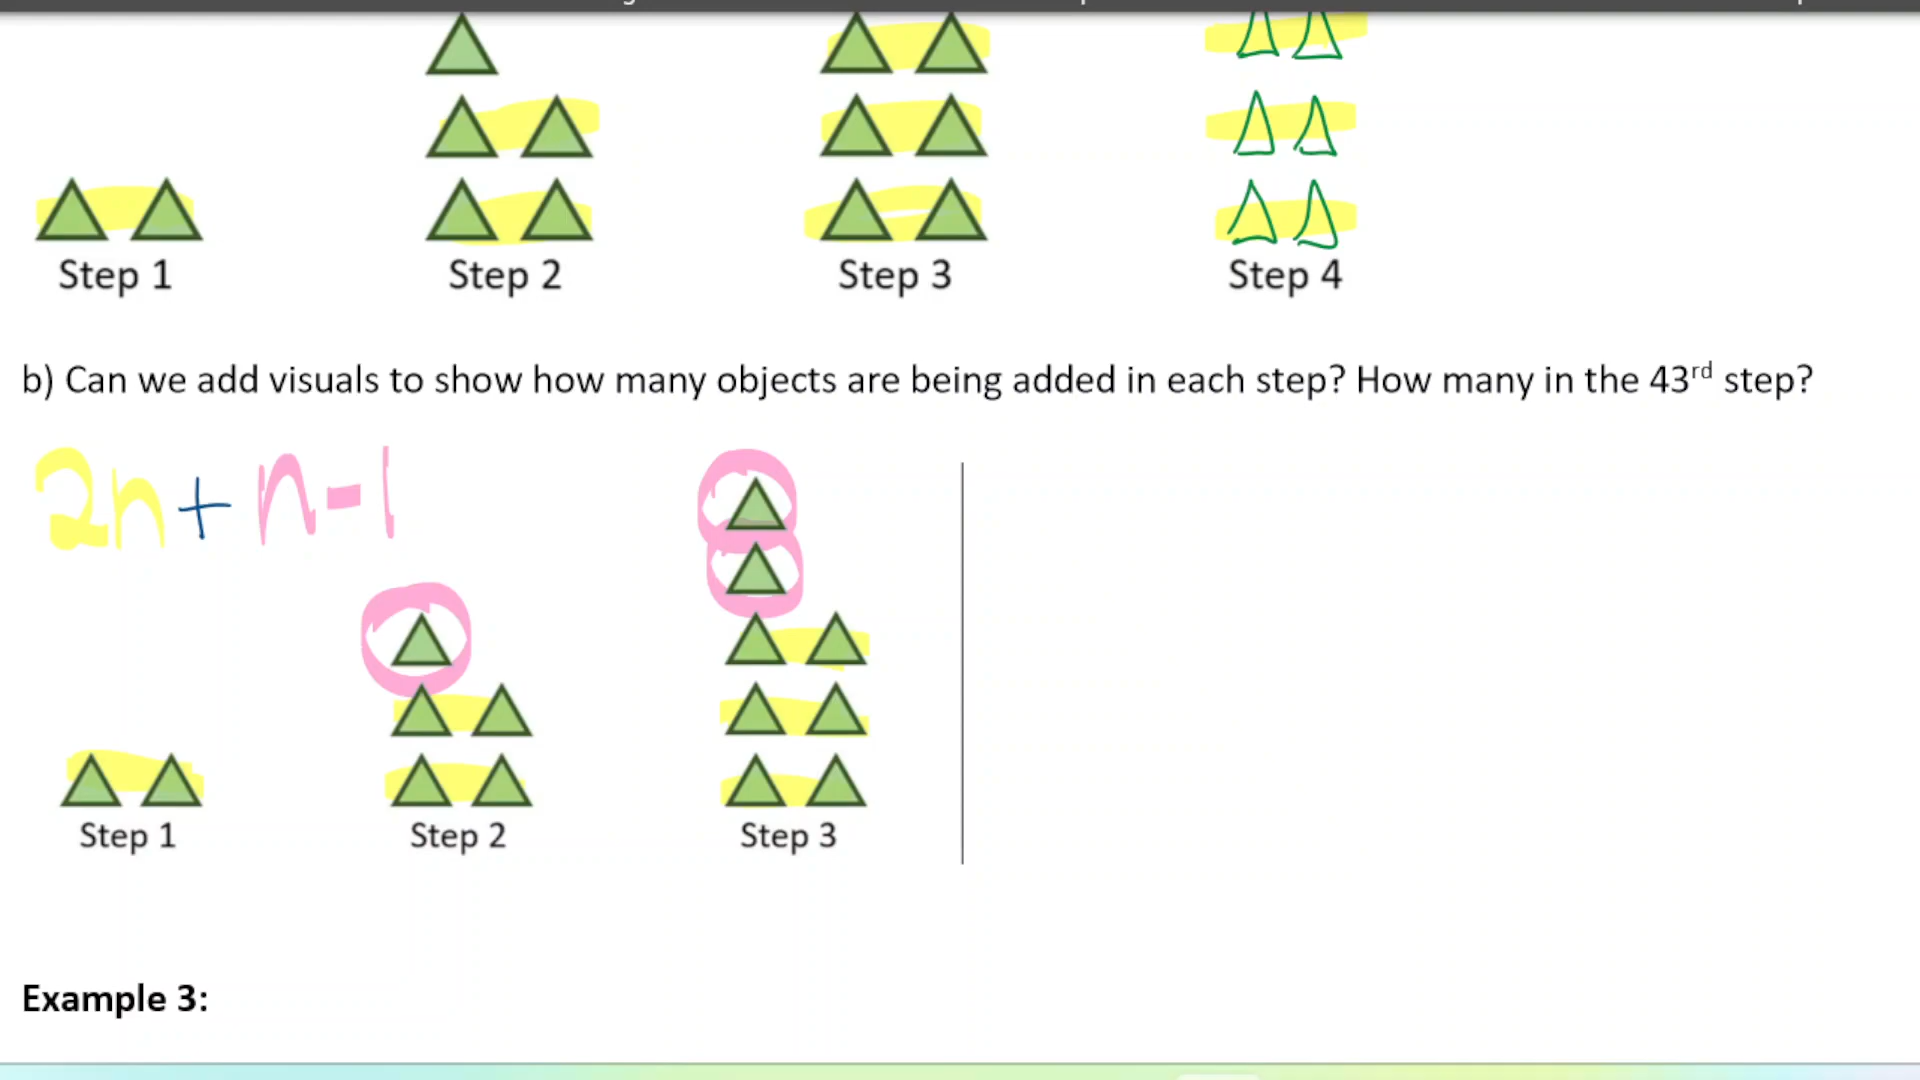 Step 1 Step 2 Step 3 Step 4
b) Can we add visuals to show how many objects are being added in each step? How many in the 43rd step?
2n + n-1
Step 1 Step 2 Step 3
Example 3: